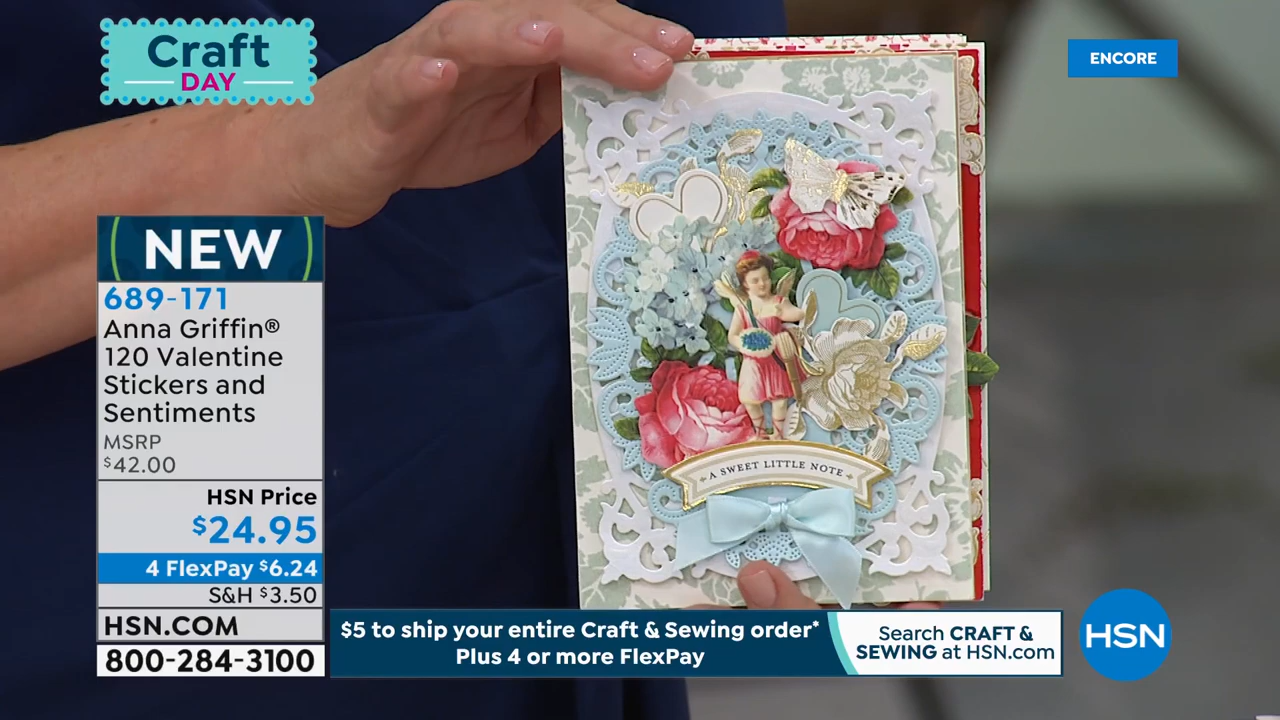 Craft
DAY
ENCORE
NEW
689-171
Anna Griffin®
120 Valentine
Stickers and
Sentiments
MSRP
$42.00
HSN Price
$24.95
4 FlexPay $6.24
S&H $3.50
HSN.COM
800-284-3100
A SWEET LITTLE NOTE
$5 to ship your entire Craft & Sewing order*
Plus 4 or more FlexPay
Search CRAFT &
SEWING at HSN.com
HSN